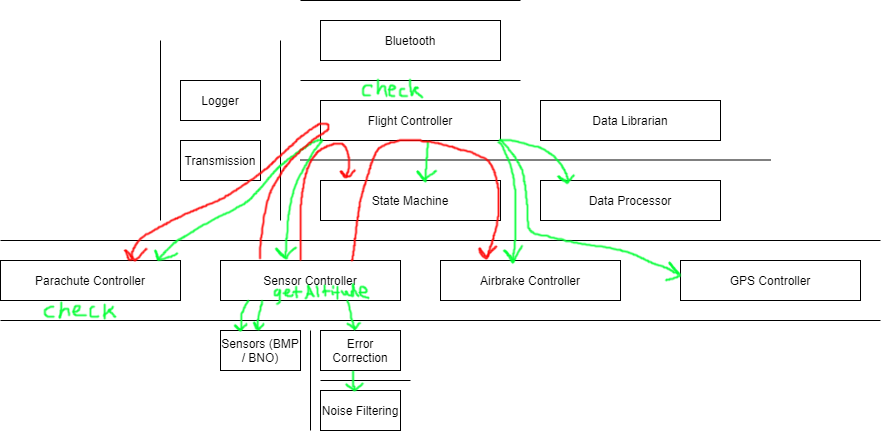 Bluetooth
check
Logger
Flight Controller
Data Librarian
Transmission
State Machine
Data Processor
Parachute Controller
Sensor Controller
Airbrake Controller
GPS Controller
getAltitude
check
Sensors (BMP
/ BNO)
Error
Correction
Noise Filtering